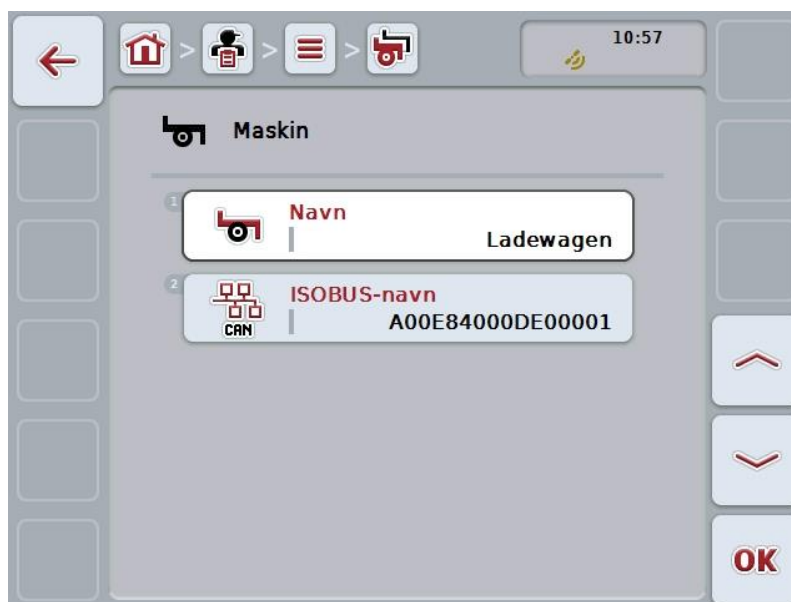 10:57
Maskin
1
Navn
Ladewagen
2
ISOBUS-navn
CAN
A00E84000DE00001
OK